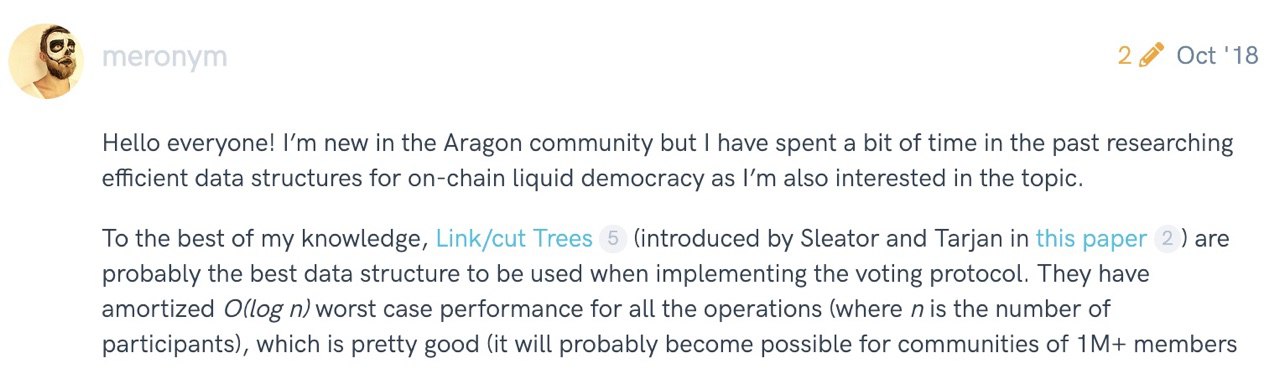 meronym
2 Oct '18
Hello everyone! I’m new in the Aragon community but I have spent a bit of time in the past researching
efficient data structures for on-chain liquid democracy as I’m also interested in the topic.
To the best of my knowledge, Link/cut Trees 5 (introduced by Sleator and Tarjan in this paper 2 ) are
probably the best data structure to be used when implementing the voting protocol. They have
amortized O(log n) worst case performance for all the operations (where n is the number of
participants), which is pretty good (it will probably become possible for communities of 1M+ members